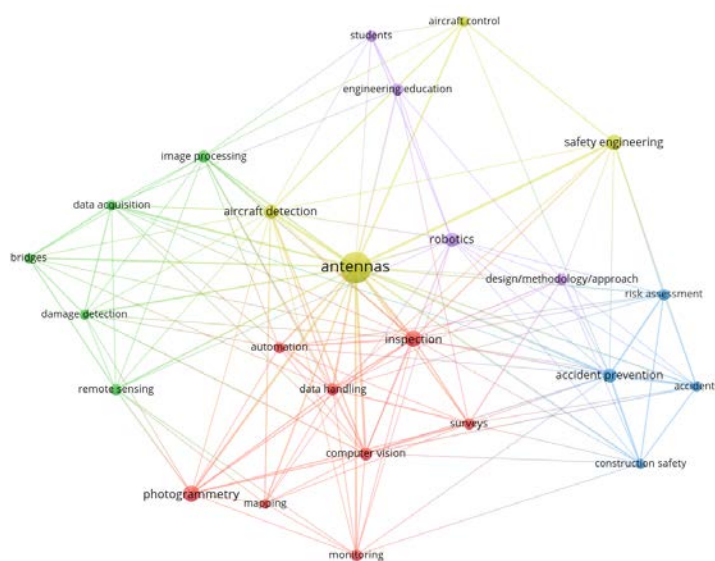 aircraft control
students
engineering education
safety engineering
image processing
data acquisition
aircraft detection
robotics
bridges
antennas
design/methodology/approach
risk assessment
damage detection
inspection
automation
accident prevention
remote sensing
data handling
accidents
surveys
computer vision
construction safety
photogrammetry
mapping
monitoring